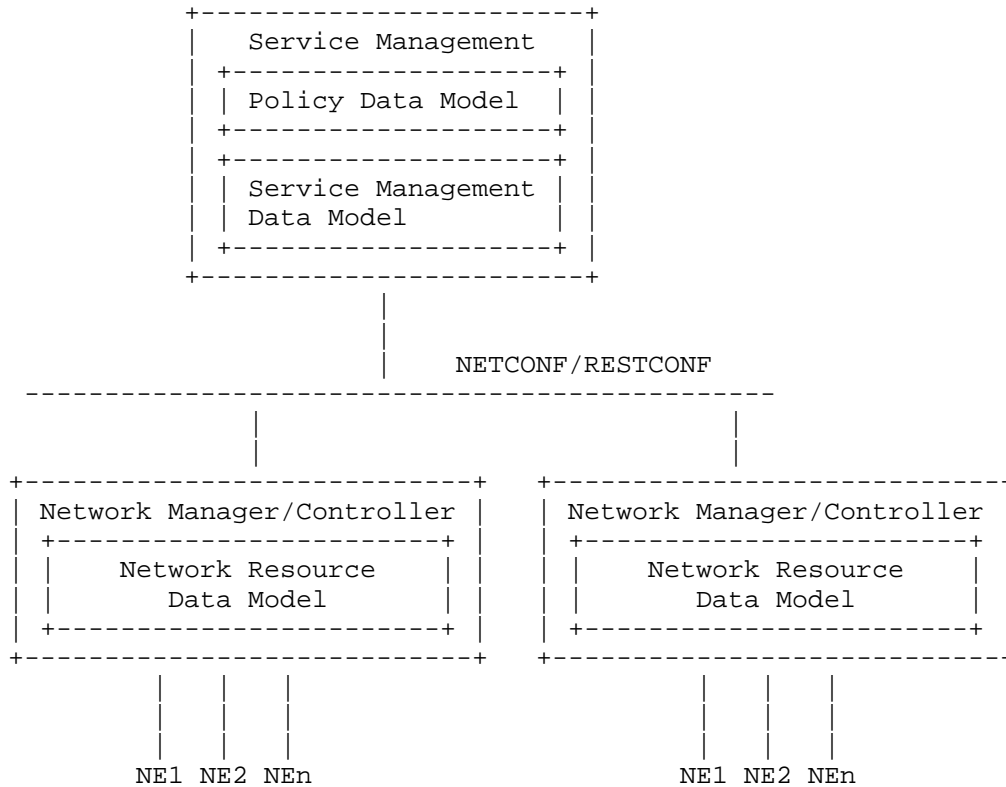 Service Management
Policy Data Model
Service Management
Data Model
NETCONF/RESTCONF
Network Manager/Controller
Network Resource
Data Model
Network Manager/Controller
Network Resource
Data Model
NE1 NE2 NEn
NE1 NE2 NEn